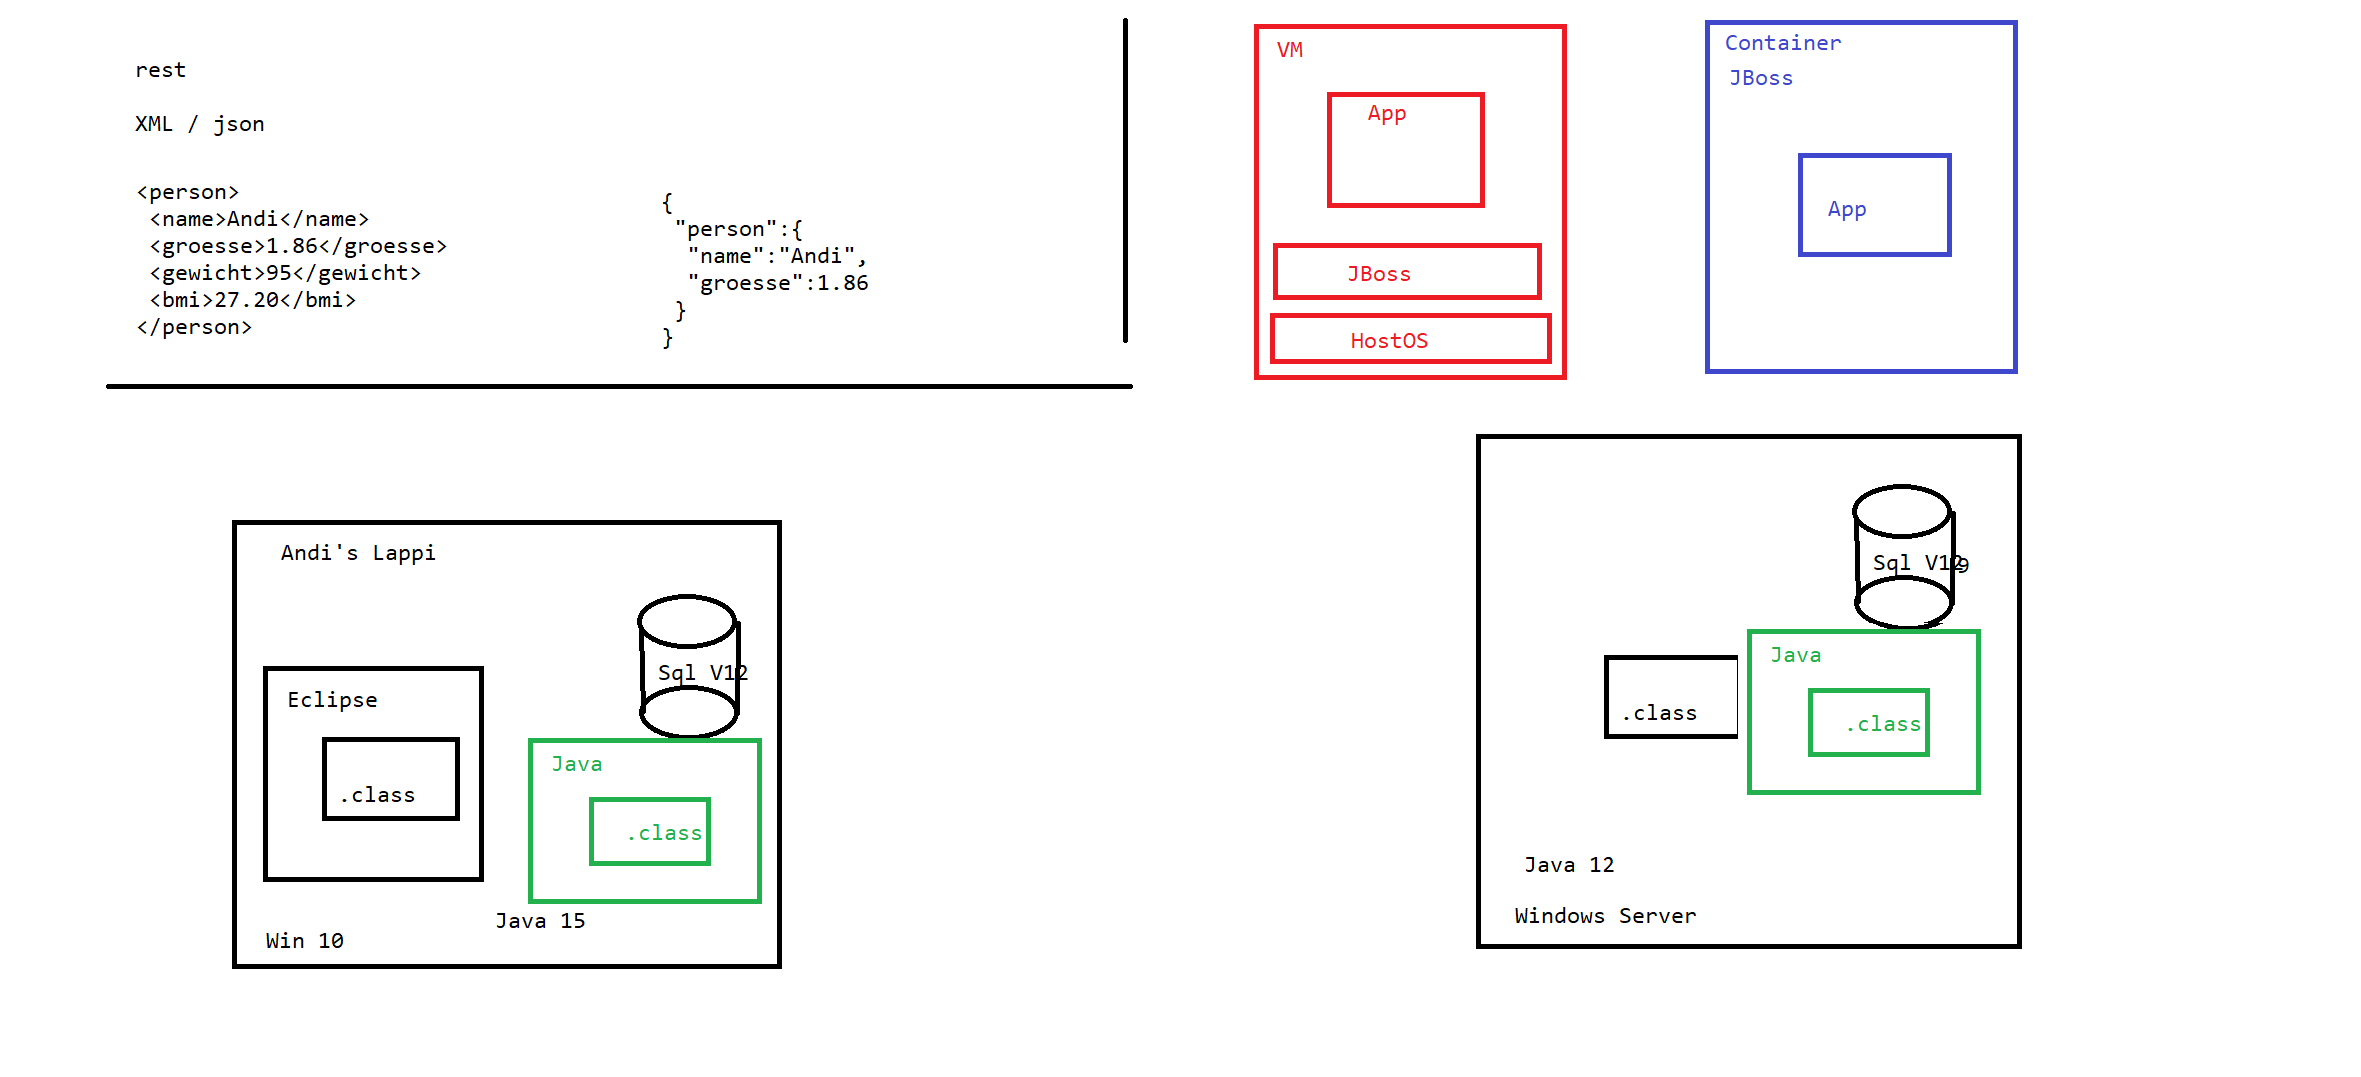 rest
XML / json
<person>
<name>Andi</name>
<groesse>1.86</groesse>
<gewicht>95</gewicht>
<bmi>27.20</bmi>
</person>
{
"person":{
"name":"Andi",
"groesse":1.86
}
}
VM
App
JBoss
HostOS
Container
JBoss
App
Andi's Lappi
Sql V12
Eclipse
.class
Java
.class
Java 15
Win 10
Sql V12
9
.class
Java
.class
Java 12
Windows Server